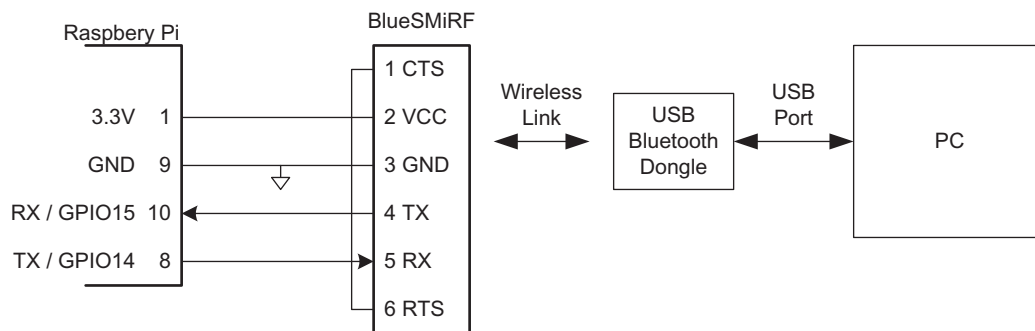 BlueSMiRF
Raspbery Pi
1 CTS
3.3V 1
2 VCC
GND 9
3 GND
RX / GPIO15 10
4 TX
TX / GPIO14 8
5 RX
6 RTS
Wireless
Link
USB
Bluetooth
Dongle
USB
Port
PC